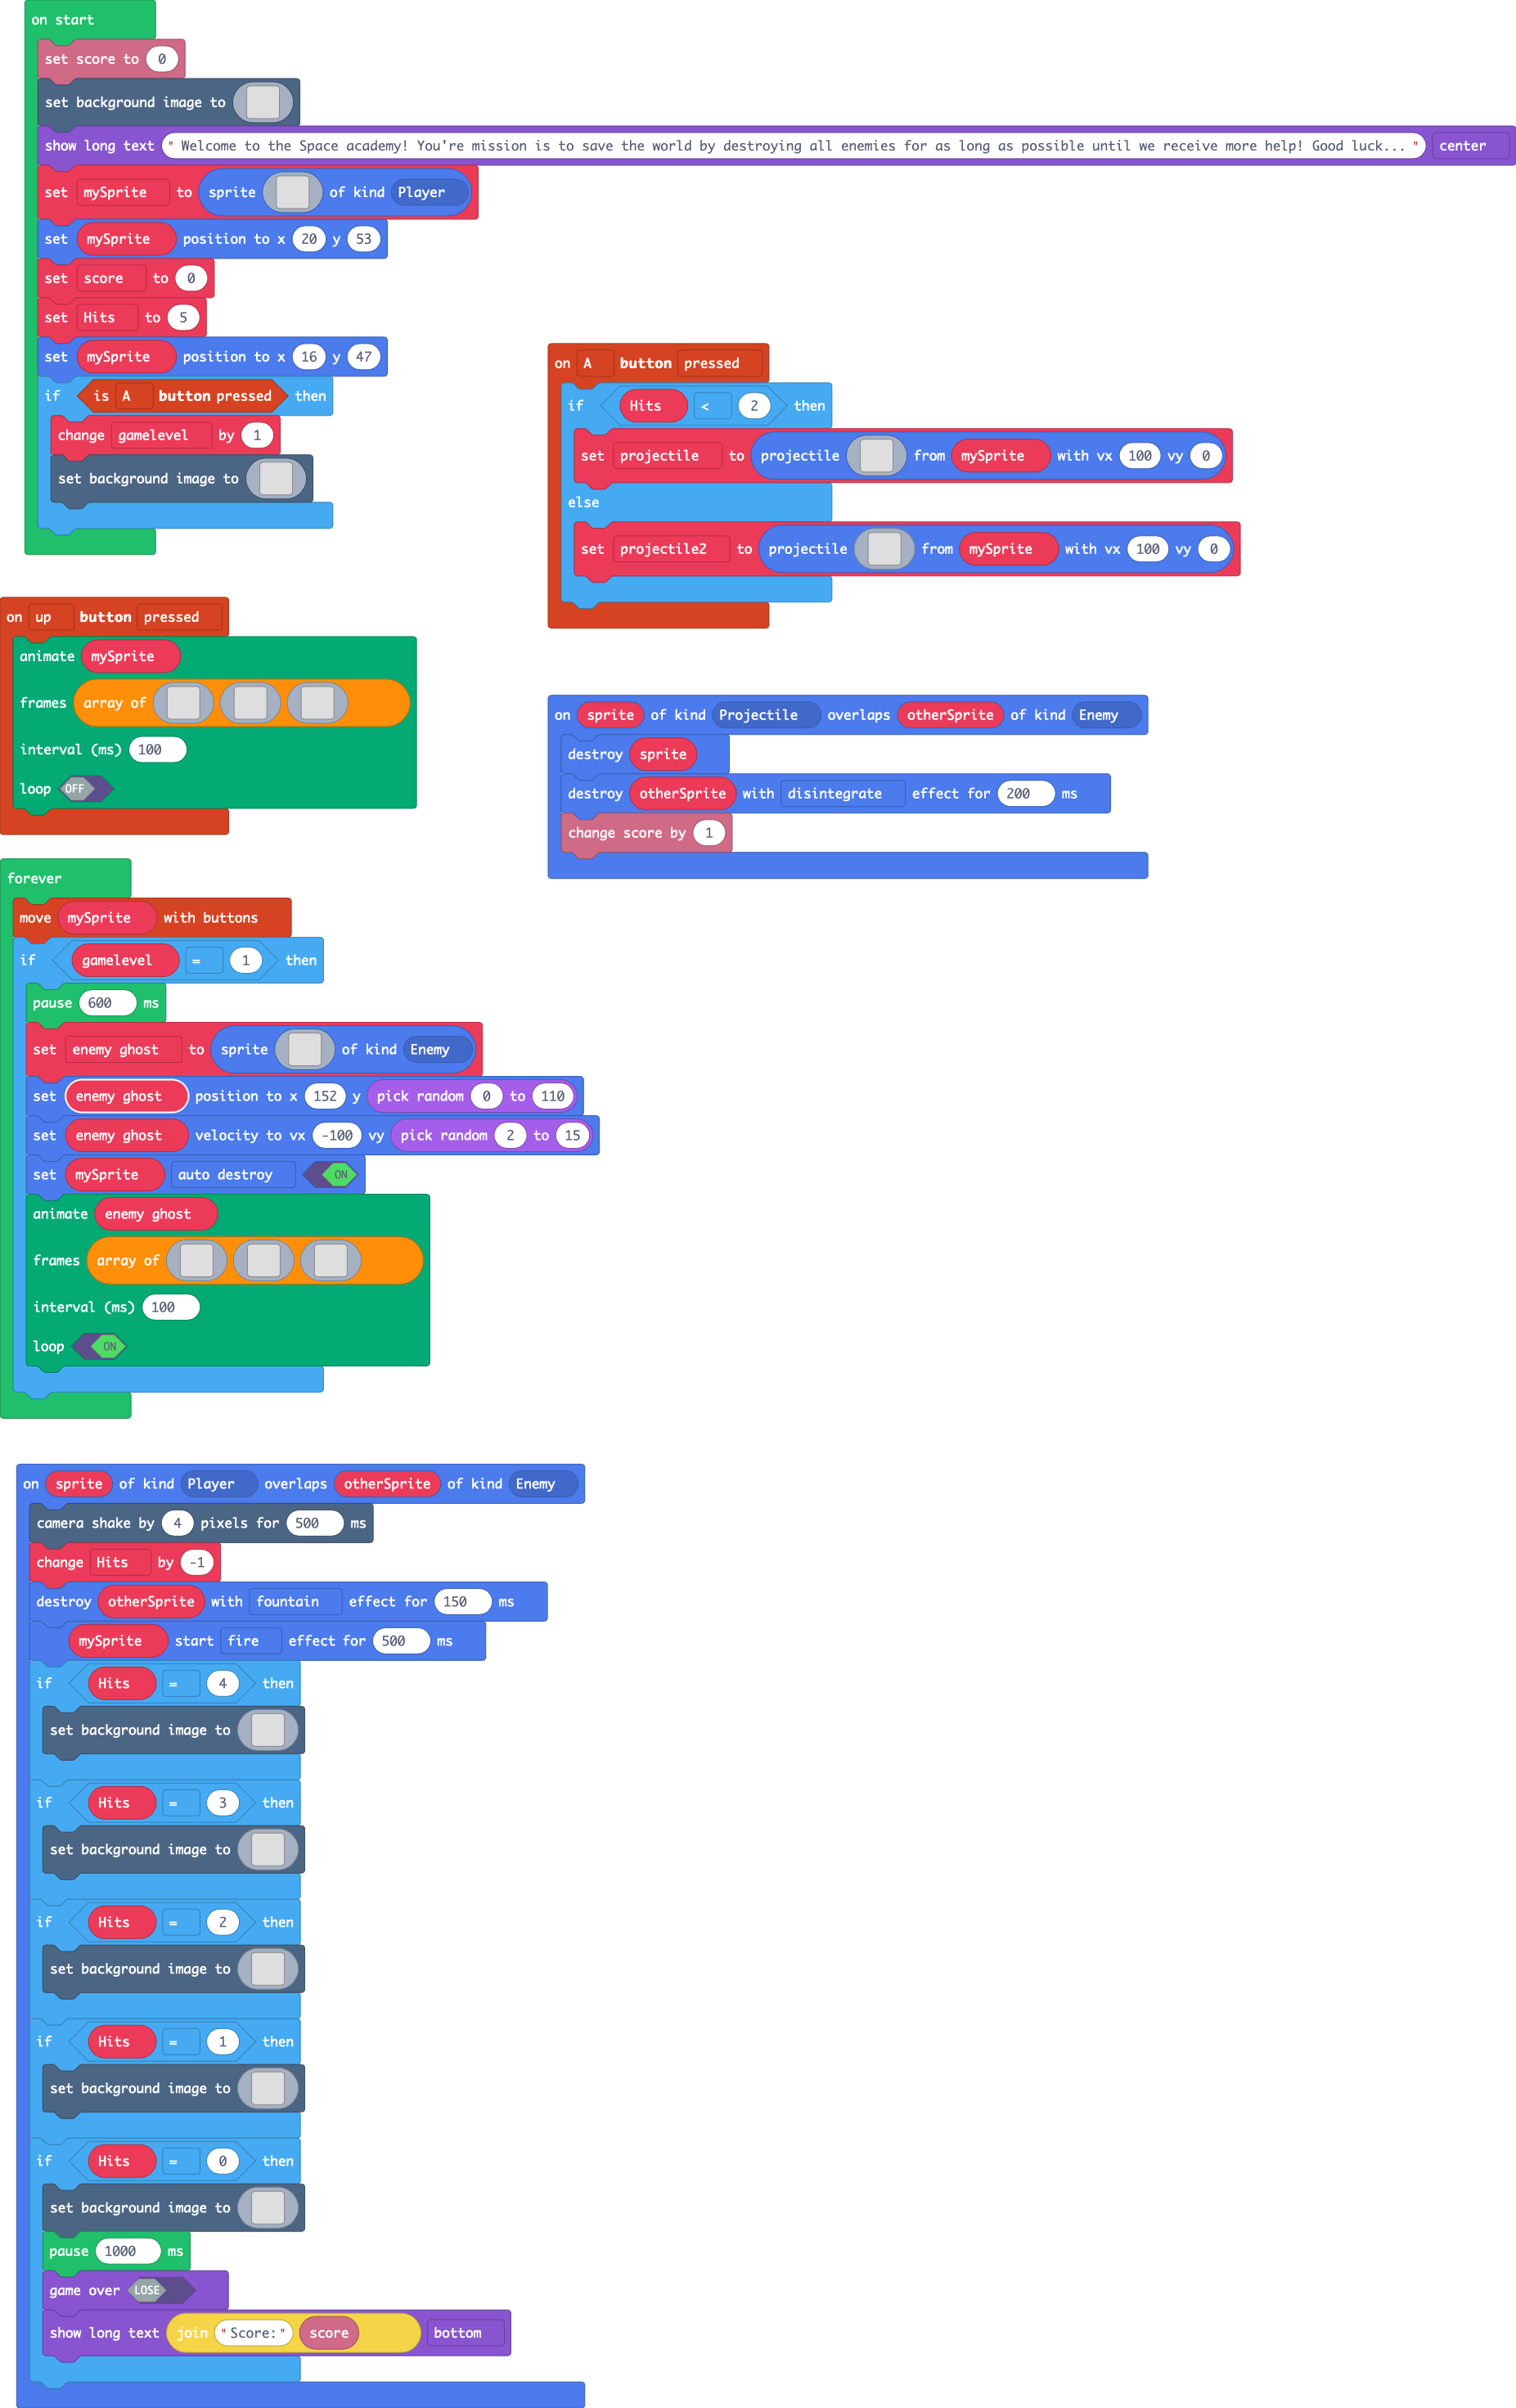 on start
set score to 0
set background image to
show long text " Welcome to the Space academy! You're mission is to save the world by destroying all enemies for as long as possible until we receive more help! Good luck... " center
set mySprite to sprite of kind Player
set mySprite position to x 20 y 53
set score to 0
set Hits to 5
set mySprite position to x 16 y 47
if is A button pressed then
change gamelevel by 1
set background image to
on A button pressed
if Hits < 2 then
set projectile to projectile from mySprite with vx 100 vy 0
else
set projectile2 to projectile from mySprite with vx 100 vy 0
on up button pressed
animate mySprite
frames array of
interval (ms) 100
loop OFF
on sprite of kind Projectile overlaps otherSprite of kind Enemy
destroy sprite
destroy otherSprite with disintegrate effect for 200 ms
change score by 1
forever
move mySprite with buttons
if gamelevel = 1 then
pause 600 ms
set enemy ghost to sprite of kind Enemy
set enemy ghost position to x 152 y pick random 0 to 110
set enemy ghost velocity to vx -100 vy pick random 2 to 15
set mySprite auto destroy ON
animate enemy ghost
frames array of
interval (ms) 100
loop ON
on sprite of kind Player overlaps otherSprite of kind Enemy
camera shake by 4 pixels for 500 ms
change Hits by -1
destroy otherSprite with fountain effect for 150 ms
mySprite start fire effect for 500 ms
if Hits = 4 then
set background image to
if Hits = 3 then
set background image to
if Hits = 2 then
set background image to
if Hits = 1 then
set background image to
if Hits = 0 then
set background image to
pause 1000 ms
game over LOSE
show long text join "Score:" score bottom